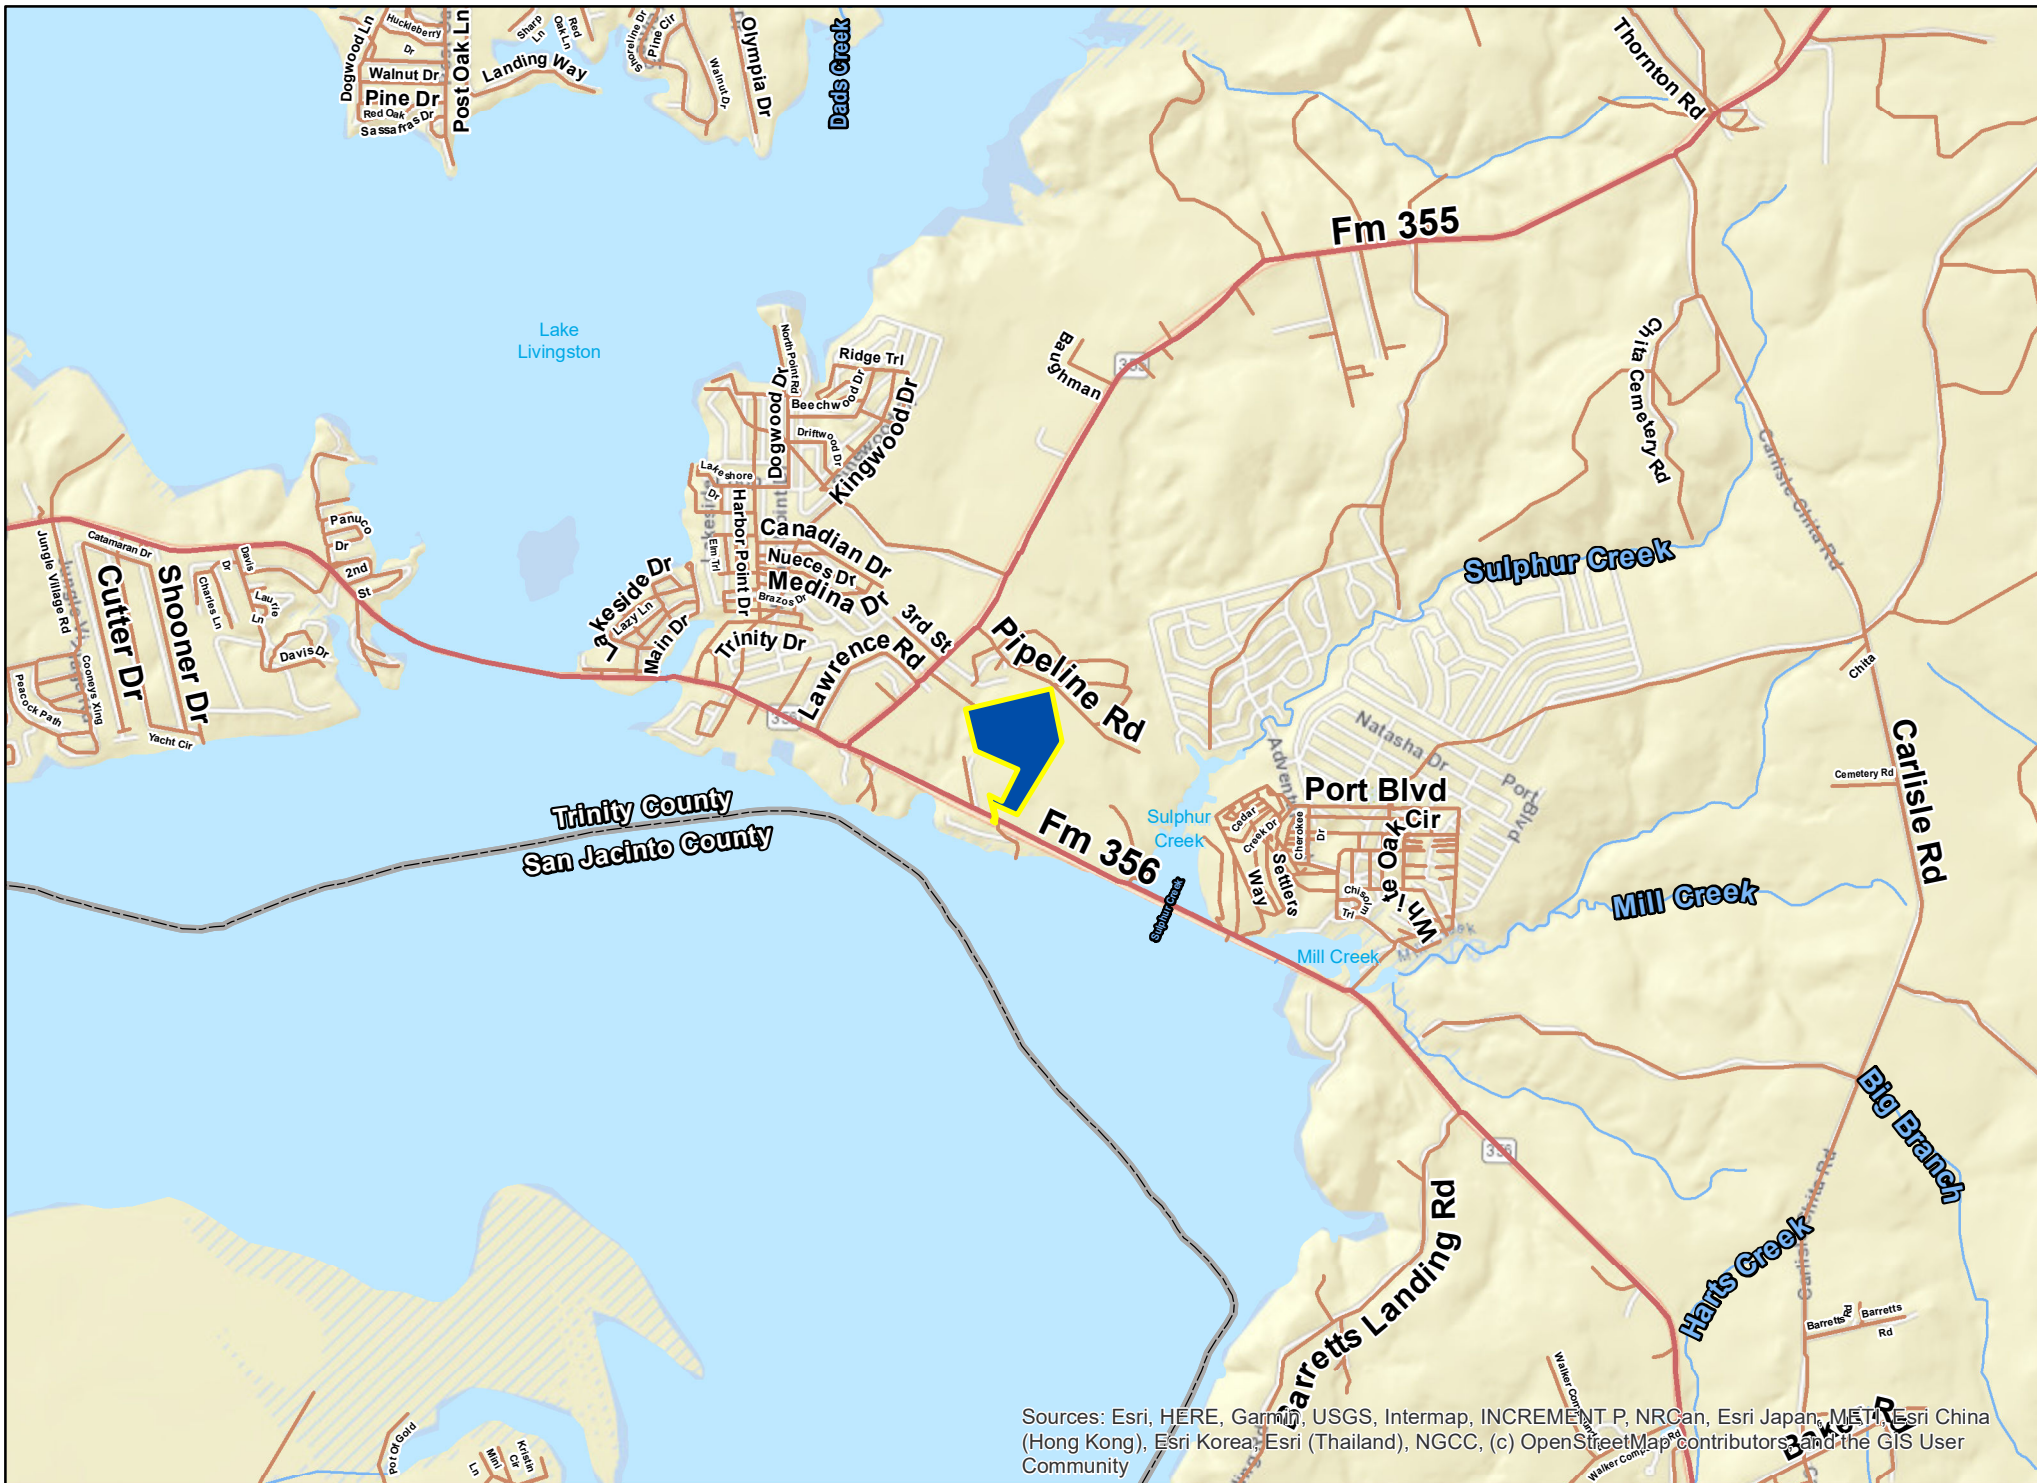 Dogwood Ln
Huckleberry
Dr
Walnut Dr
Pine Dr
Red Oak
Sassafras Dr
Post Oak Ln
Landing Way
Sharp
Ln
Red
Oak Ln
Shoreline Dr
Pine Cir
Walnut Dr
Olympia Dr
Dads Creek
Thornton Rd
Fm 355
Lake
Livingston
North Point Rd
Ridge Trl
Dogwood Dr
Beechwood Dr
Driftwood Dr
Kingwood Dr
Baughman
355
Chita Cemetery Rd
Carlisle Chita Rd
Lakeshore
Dr
Harbor Point Dr
Elm Trl
Canadian Dr
Nueces Dr
Medina Dr
Brazos Dr
3rd St
Lakeside Dr
Lazy Ln
Main Dr
Trinity Dr
Lawrence Rd
Pipeline Rd
356
Panuco
Dr
2nd
St
Catamaran Dr
Jungle Village Rd
Cutter Dr
Shooner Dr
Davis
Dr
Charles Ln
Laurie
Ln
Davis Dr
Cooneys Xing
Peacock Path
Yacht Cir
Sulphur Creek
Chita
Carlisle Rd
Cemetery Rd
Natasha Dr
Port
Blvd
Port Blvd
Cir
White Oak
Cedar
Creek Dr
Cherokee
Dr
Settlers
Way
Chisolm
Trl
Sulphur
Creek
Sulphur Creek
Fm 356
Mill Creek
Mill Creek
Trinity County
San Jacinto County
Big Branch
356
Barretts Landing Rd
Harts Creek
Carlisle Chita Rd
Barretts
Rd
Barretts
Rd
Baker Rd
Pot Of Gold
Mini
Ln
Kristin
Cir
Sources: Esri, HERE, Garmin, USGS, Intermap, INCREMENT P, NRCan, Esri Japan, METI, Esri China
(Hong Kong), Esri Korea, Esri (Thailand), NGCC, (c) OpenStreetMap contributors, and the GIS User
Community